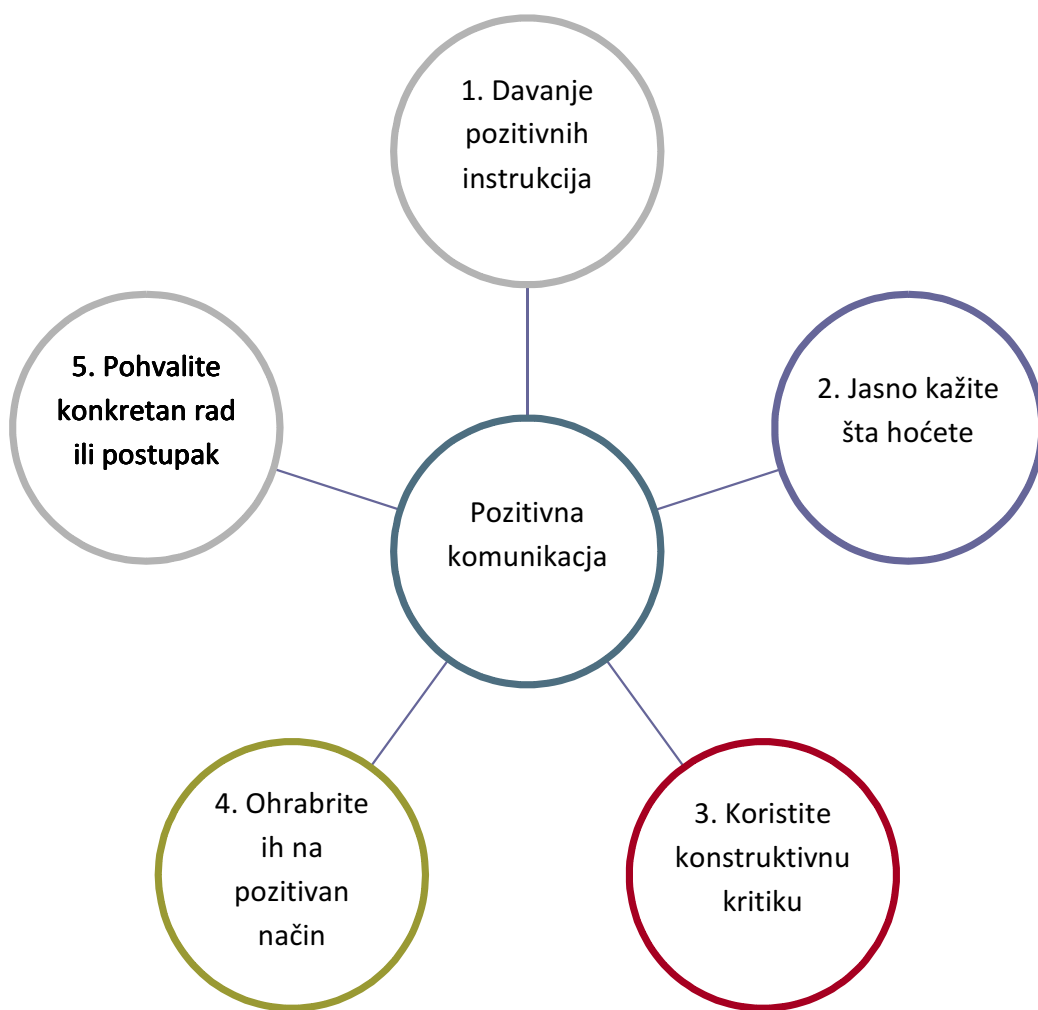 1. Davanje
pozitivnih
instrukcija
2. Jasno kažite
šta hoćete
3. Koristite
konstruktivnu
kritiku
4. Ohrabrite
ih na
pozitivan
način
5. Pohvalite
konkretan rad
ili postupak
Pozitivna
komunikacja